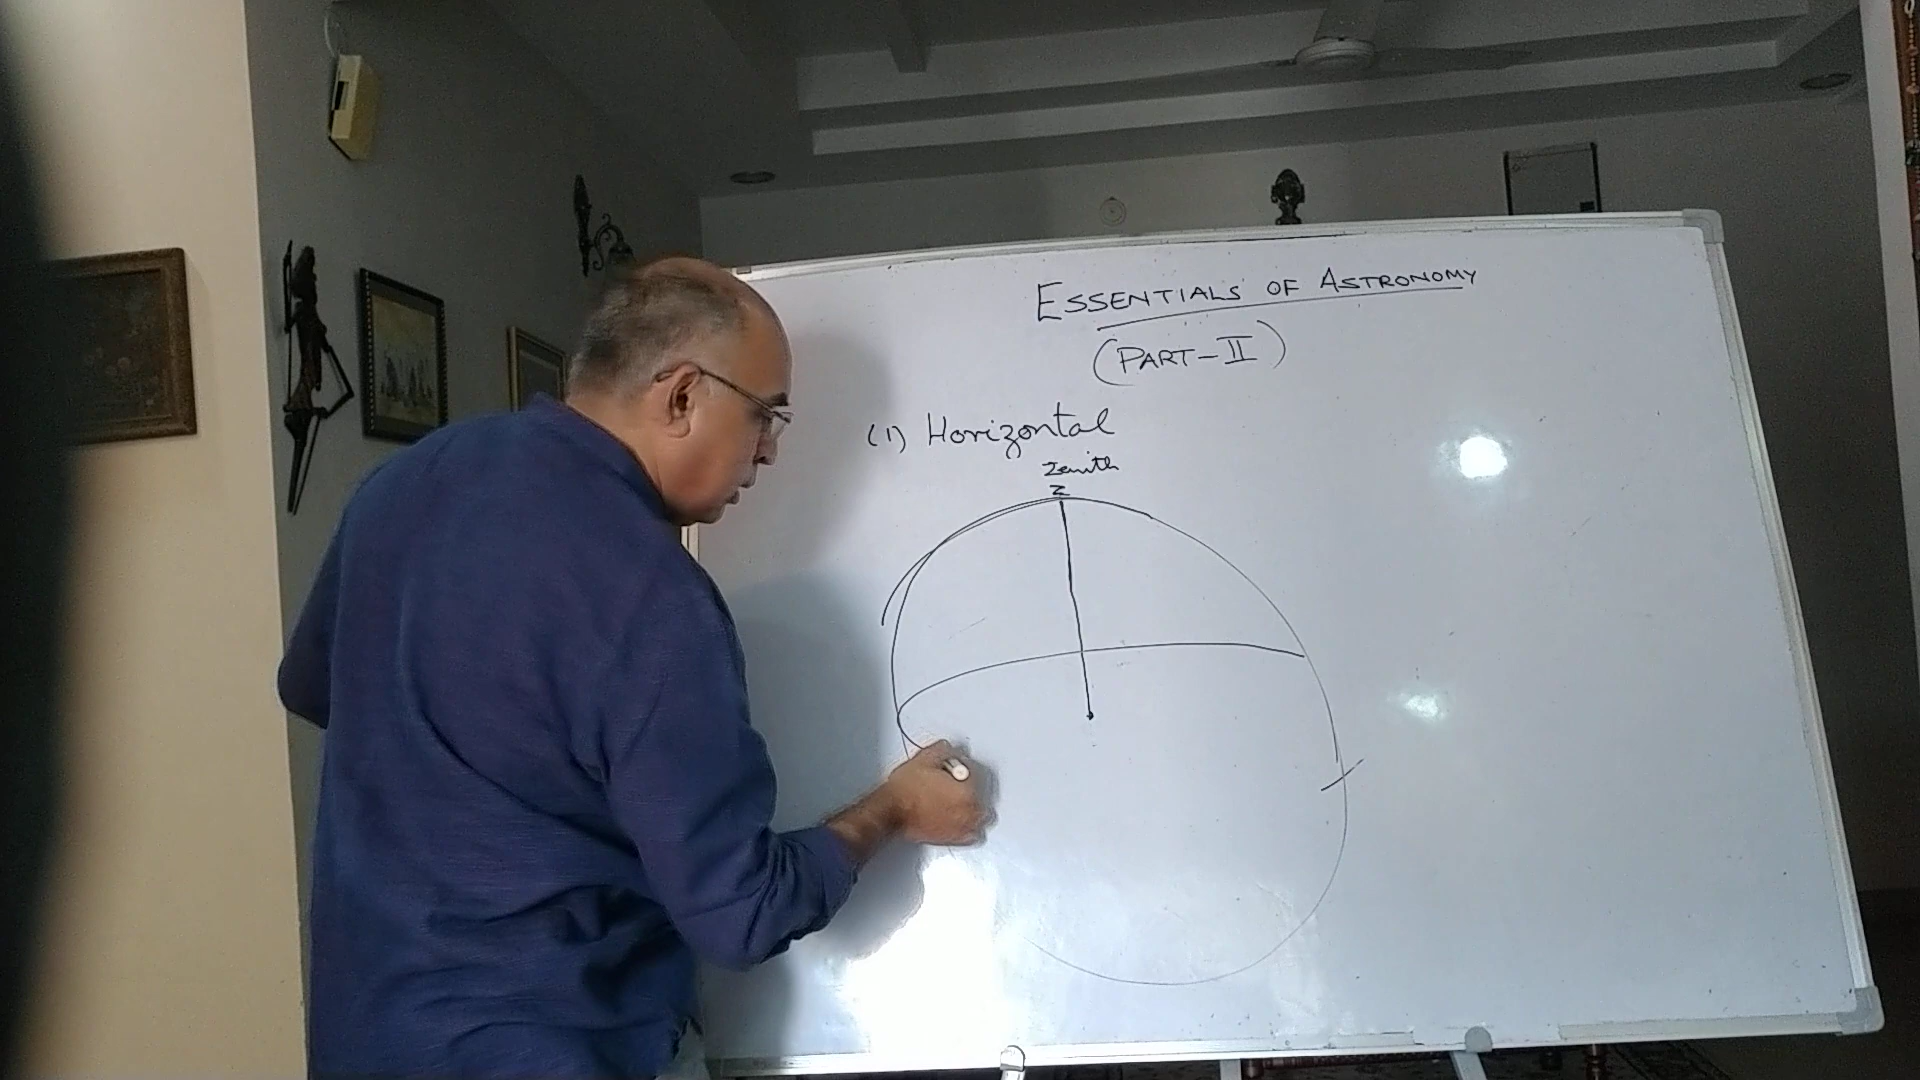 ESSENTIALS OF ASTRONOMY
(PART-II)
(1) Horizontal
Zenith
Z